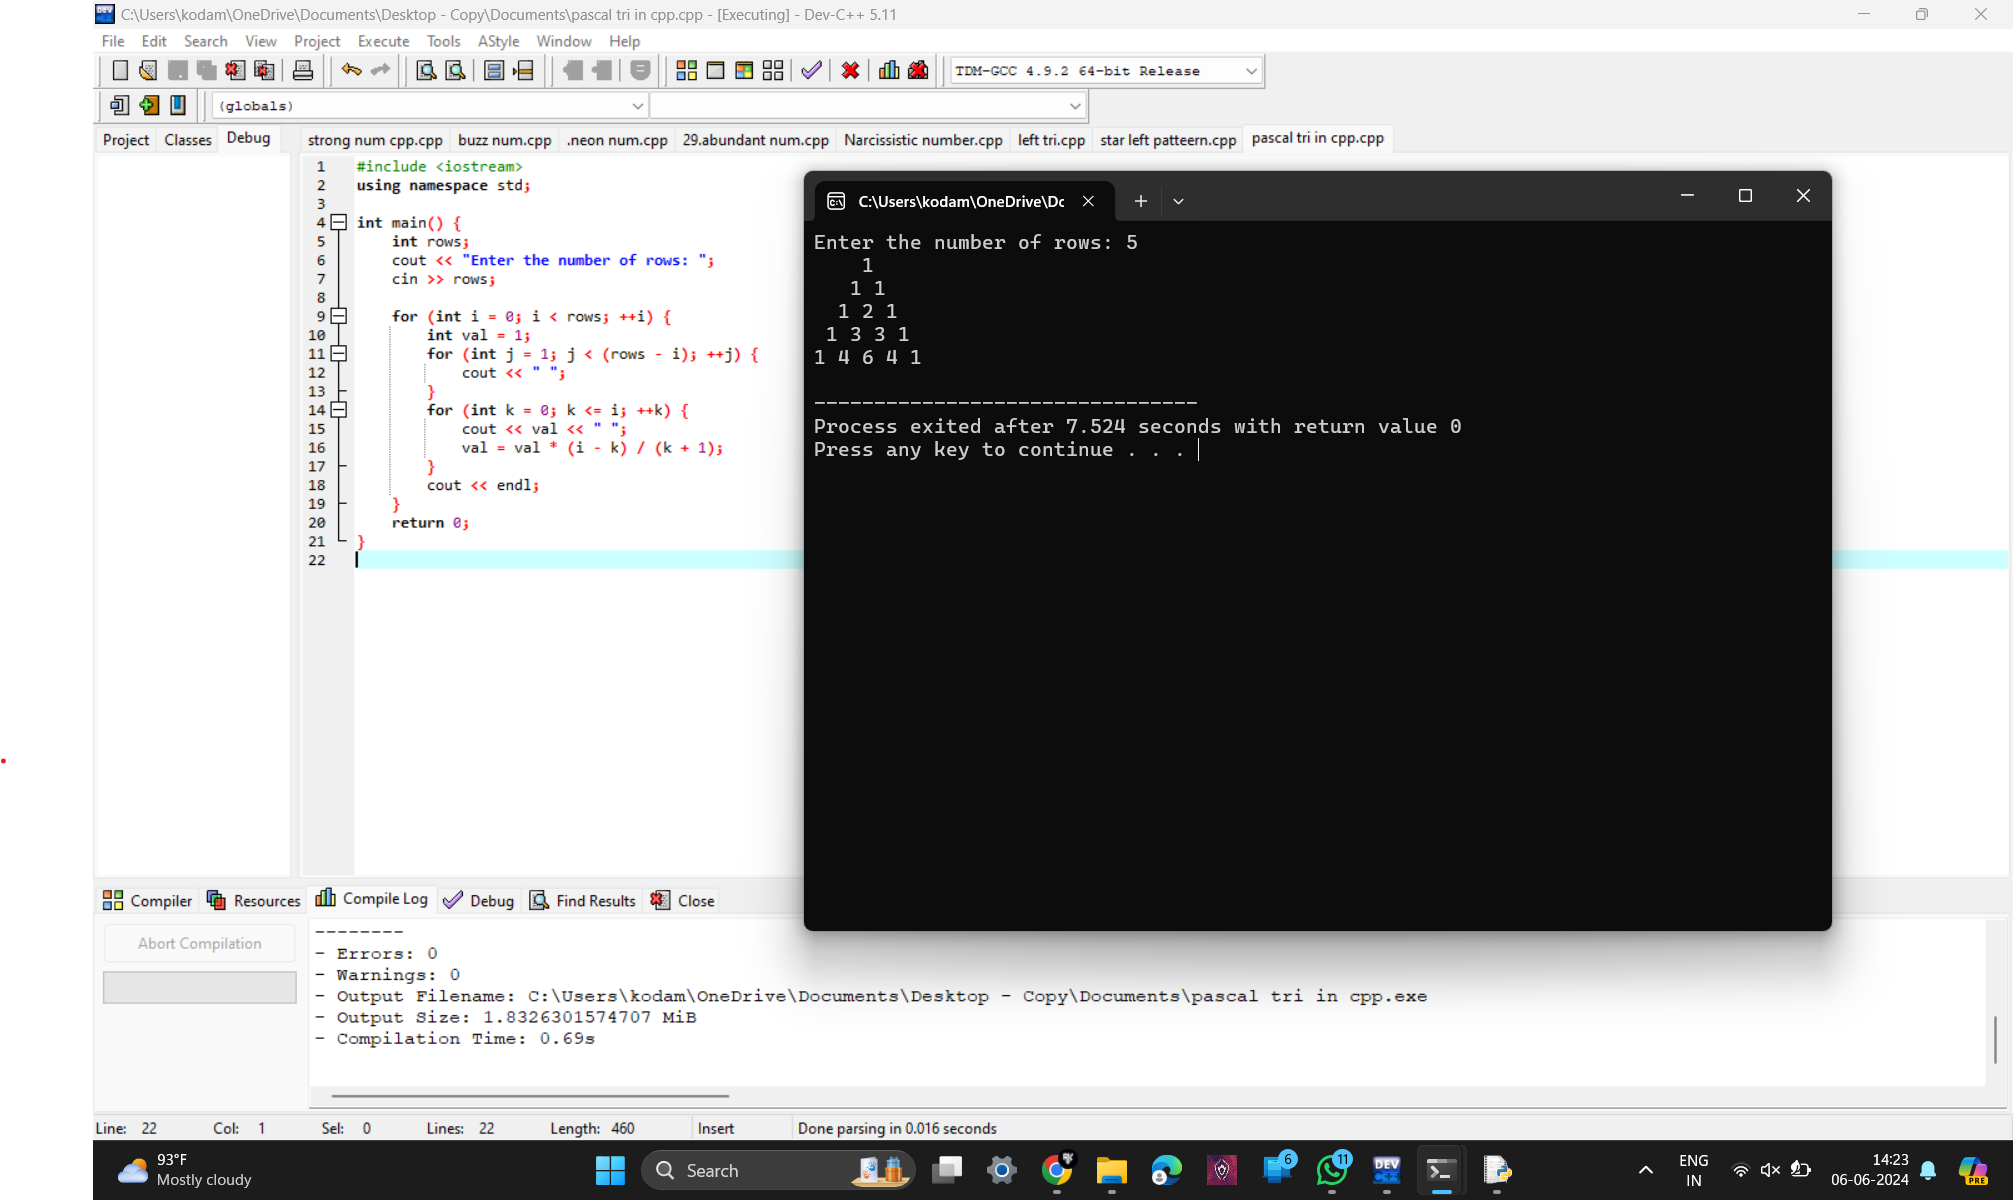 C:\Users\kodam\OneDrive\Documents\Desktop - Copy\Documents\pascal tri in cpp.cpp - [Executing] - Dev-C++ 5.11
File Edit Search View Project Execute Tools AStyle Window Help
TDM-GCC 4.9.2 64-bit Release
(globals)
Project Classes Debug
strong num cpp.cpp buzz num.cpp .neon num.cpp 29.abundant num.cpp Narcissistic number.cpp left tri.cpp star left patteern.cpp pascal tri in cpp.cpp
1 #include <iostream>
2 using namespace std;
3
4 int main() {
5     int rows;
6     cout << "Enter the number of rows: ";
7     cin >> rows;
8
9     for (int i = 0; i < rows; ++i) {
10         int val = 1;
11         for (int j = 1; j < (rows - i); ++j) {
12             cout << " ";
13         }
14         for (int k = 0; k <= i; ++k) {
15             cout << val << " ";
16             val = val * (i - k) / (k + 1);
17         }
18         cout << endl;
19     }
20     return 0;
21 }
22
C:\Users\kodam\OneDrive\Dc
Enter the number of rows: 5
    1
   1 1
  1 2 1
 1 3 3 1
1 4 6 4 1
--------------------------------
Process exited after 7.524 seconds with return value 0
Press any key to continue . . .
Compiler Resources Compile Log Debug Find Results Close
Abort Compilation
--------
- Errors: 0
- Warnings: 0
- Output Filename: C:\Users\kodam\OneDrive\Documents\Desktop - Copy\Documents\pascal tri in cpp.exe
- Output Size: 1.8326301574707 MiB
- Compilation Time: 0.69s
Line: 22 Col: 1 Sel: 0 Lines: 22 Length: 460 Insert Done parsing in 0.016 seconds
93°F
Mostly cloudy
Search
DEV
6
11
ENG
IN
14:23
06-06-2024
PRE